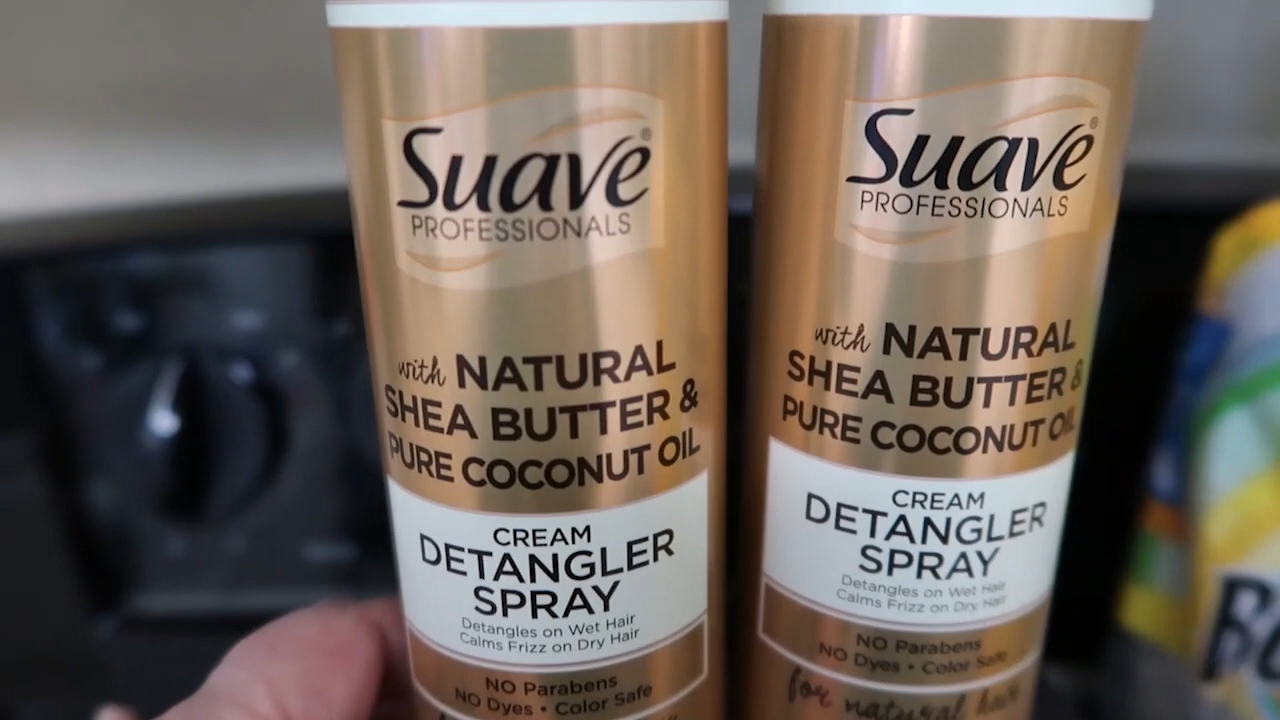 Suave®
PROFESSIONALS
with NATURAL
SHEA BUTTER &
PURE COCONUT OIL
CREAM
DETANGLER
SPRAY
Detangles on Wet Hair
Calms Frizz on Dry Hair
NO Parabens
NO Dyes • Color Safe
Suave®
PROFESSIONALS
with NATURAL
SHEA BUTTER &
PURE COCONUT OIL
CREAM
DETANGLER
SPRAY
Detangles on Wet Hair
Calms Frizz on Dry Hair
NO Parabens
NO Dyes • Color Safe
for natural hair